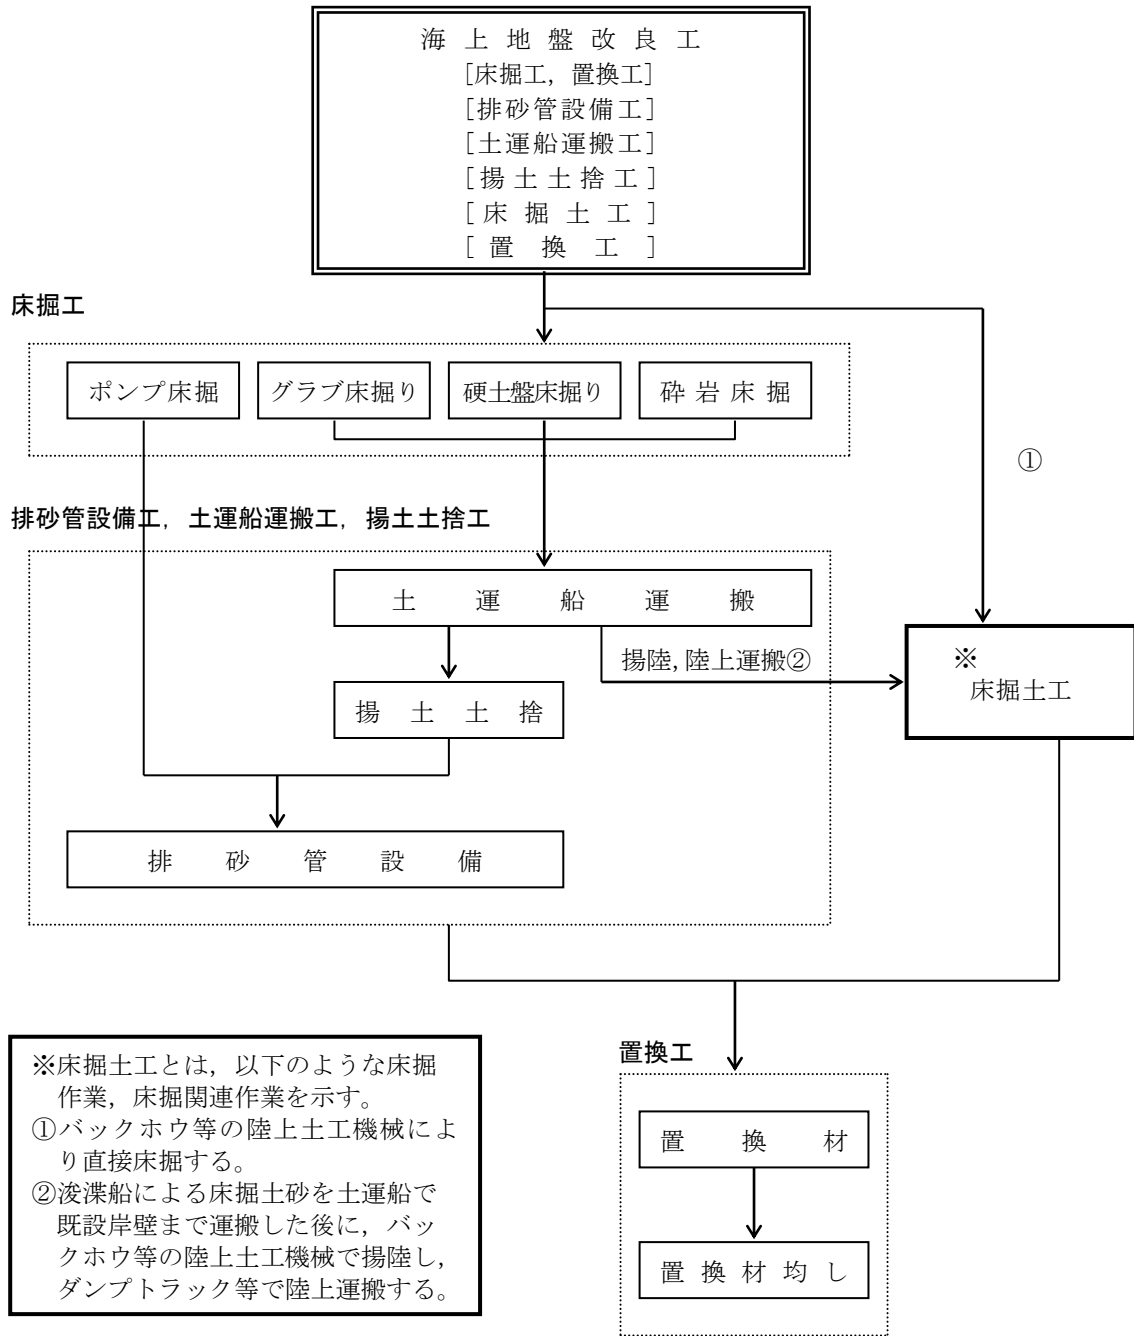 海上地盤改良工
[床掘工，置換工]
[排砂管設備工]
[土運船運搬工]
[揚土土捨工]
[床掘土工]
[置換工]
床掘工
ポンプ床掘
グラブ床掘り
硬土盤床掘り
砕岩床掘
①
排砂管設備工，土運船運搬工，揚土土捨工
土運船運搬
揚陸,陸上運搬②
※
床掘土工
揚土土捨
排砂管設備
※床掘土工とは，以下のような床掘
作業，床掘関連作業を示す。
①バックホウ等の陸上土工機械によ
り直接床掘する。
②浚渫船による床掘土砂を土運船で
既設岸壁まで運搬した後に，バッ
クホウ等の陸上土工機械で揚陸し，
ダンプトラック等で陸上運搬する。
置換工
置換材
置換材均し